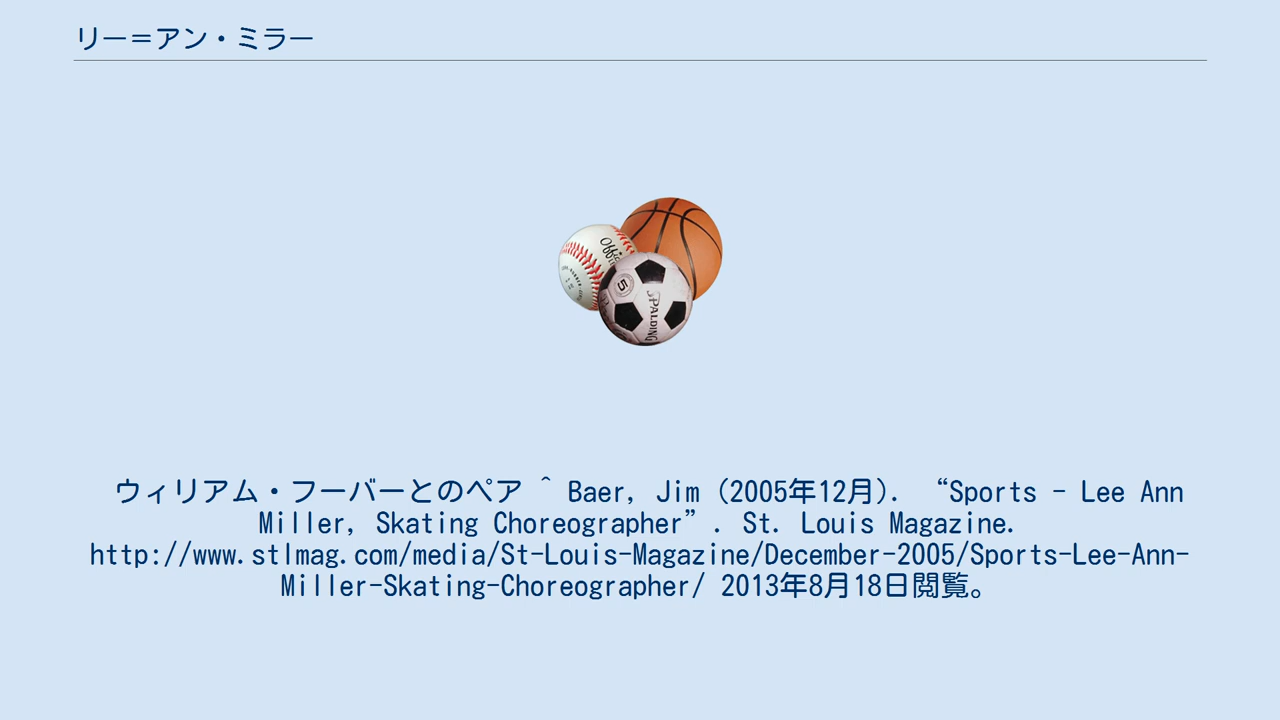 リー＝アン・ミラー
Offic
5
SPALDING
ウィリアム・フーバーとのペア ^ Baer, Jim (2005年12月). “Sports - Lee Ann
Miller, Skating Choreographer”. St. Louis Magazine.
http://www.stlmag.com/media/St-Louis-Magazine/December-2005/Sports-Lee-Ann-
Miller-Skating-Choreographer/ 2013年8月18日閲覧。